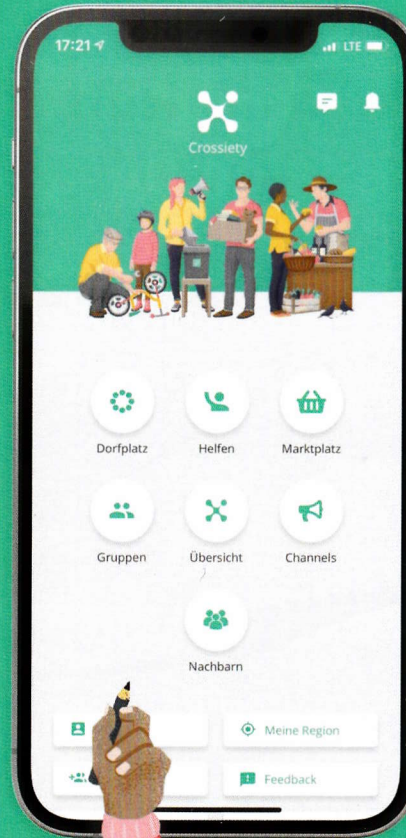 17:21
LTE
Crossiety
Dorfplatz Helfen Marktplatz
Gruppen Übersicht Channels
Nachbarn
Meine Region
Feedback